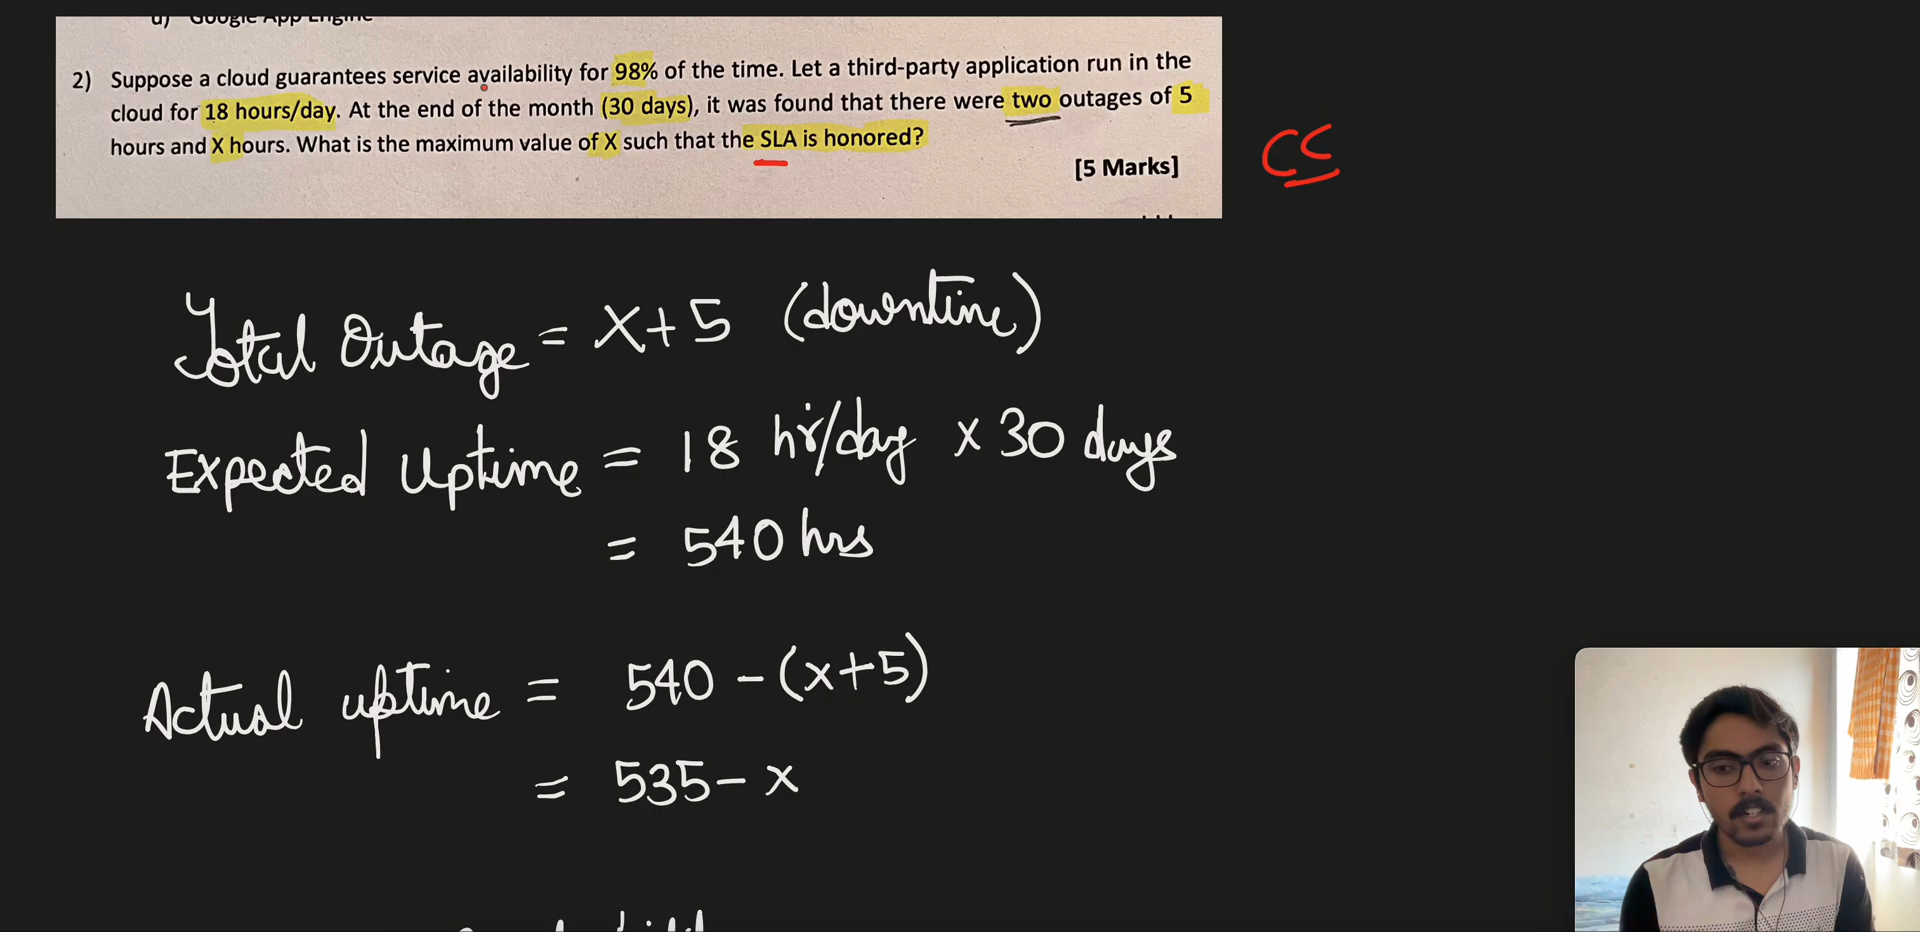 d) Google App Engine
2) Suppose a cloud guarantees service availability for 98% of the time. Let a third-party application run in the
cloud for 18 hours/day. At the end of the month (30 days), it was found that there were two outages of 5
hours and X hours. What is the maximum value of X such that the SLA is honored?
[5 Marks]
CS
Total Outage = X+5 (downtime)
Expected Uptime = 18 hr/day × 30 days
= 540 hrs
Actual uptime = 540 - (x+5)
= 535 - x